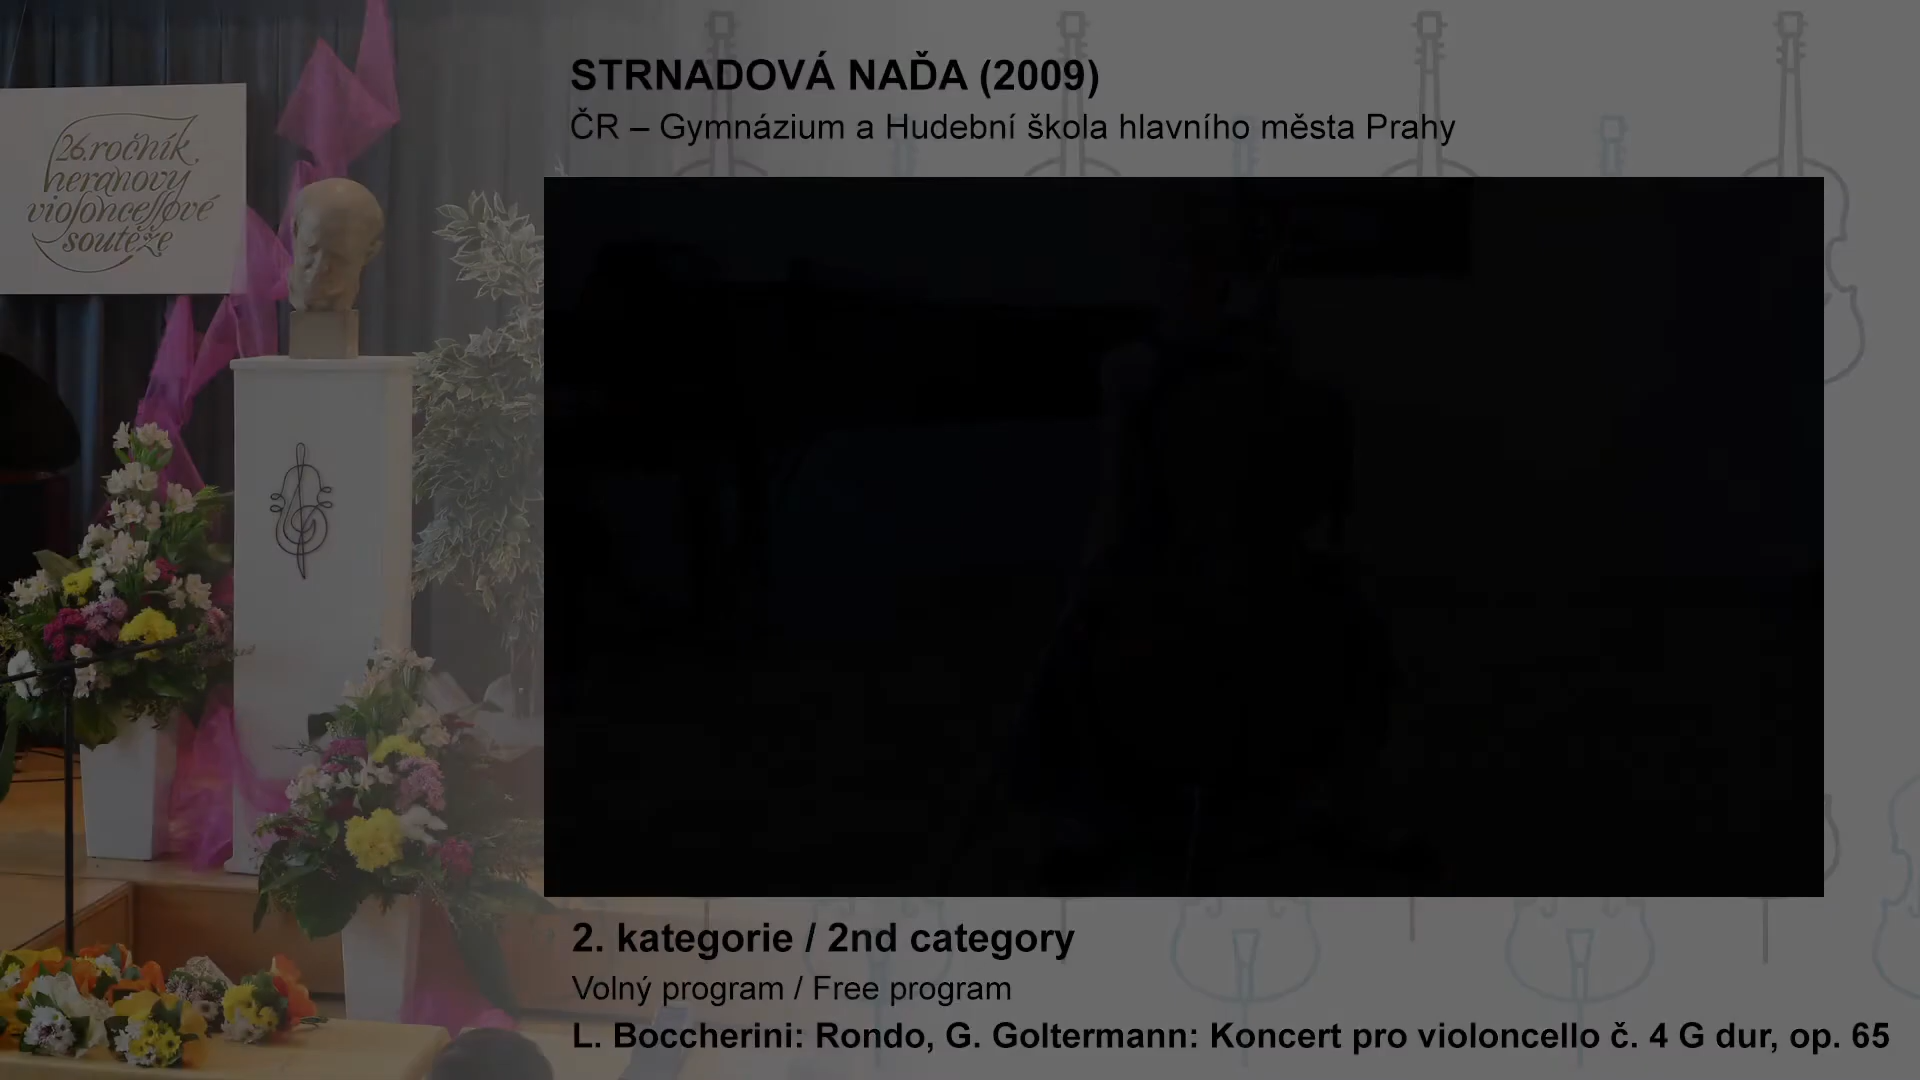 STRNADOVÁ NAĎA (2009)
ČR – Gymnázium a Hudební škola hlavního města Prahy
26. ročník
heranovy
violoncellové
soutěže
2. kategorie / 2nd category
Volný program / Free program
L. Boccherini: Rondo, G. Goltermann: Koncert pro violoncello č. 4 G dur, op. 65